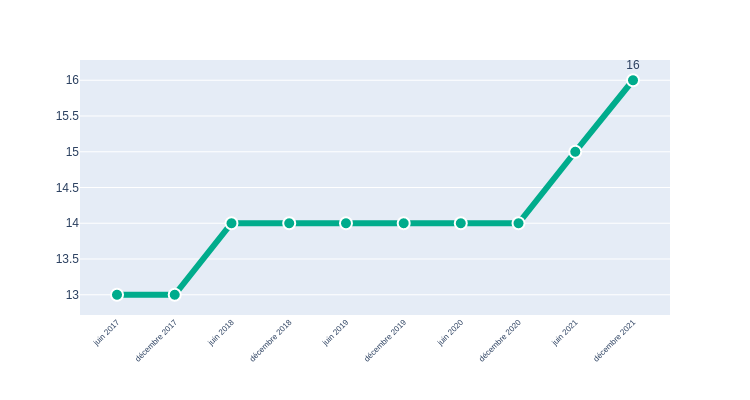 16
16
15.5
15
14.5
14
13.5
13
juin 2017
décembre 2017
juin 2018
décembre 2018
juin 2019
décembre 2019
juin 2020
décembre 2020
juin 2021
décembre 2021